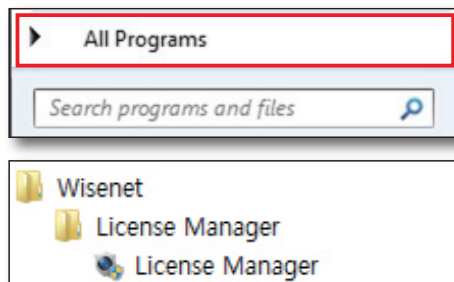 All Programs
Search programs and files
Wisenet
License Manager
License Manager